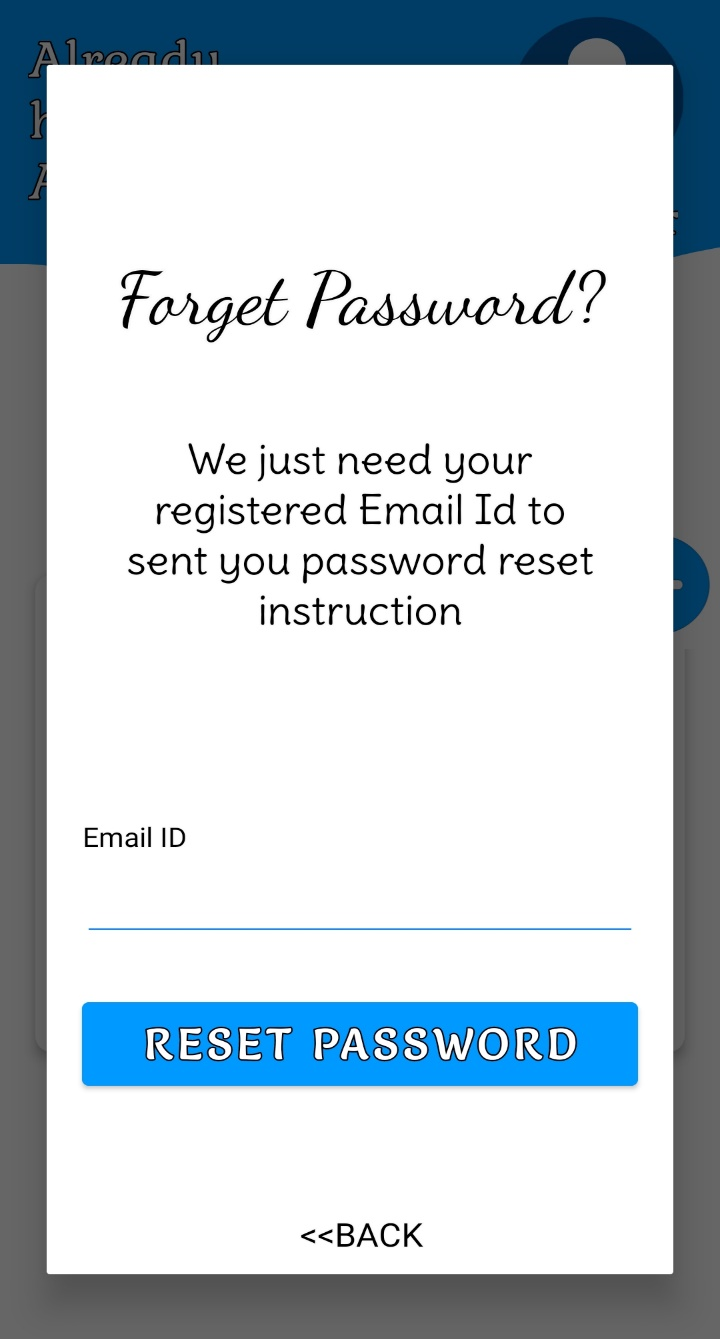 Already
Forget Password?
We just need your
registered Email Id to
sent you password reset
instruction
Email ID
RESET PASSWORD
<<BACK